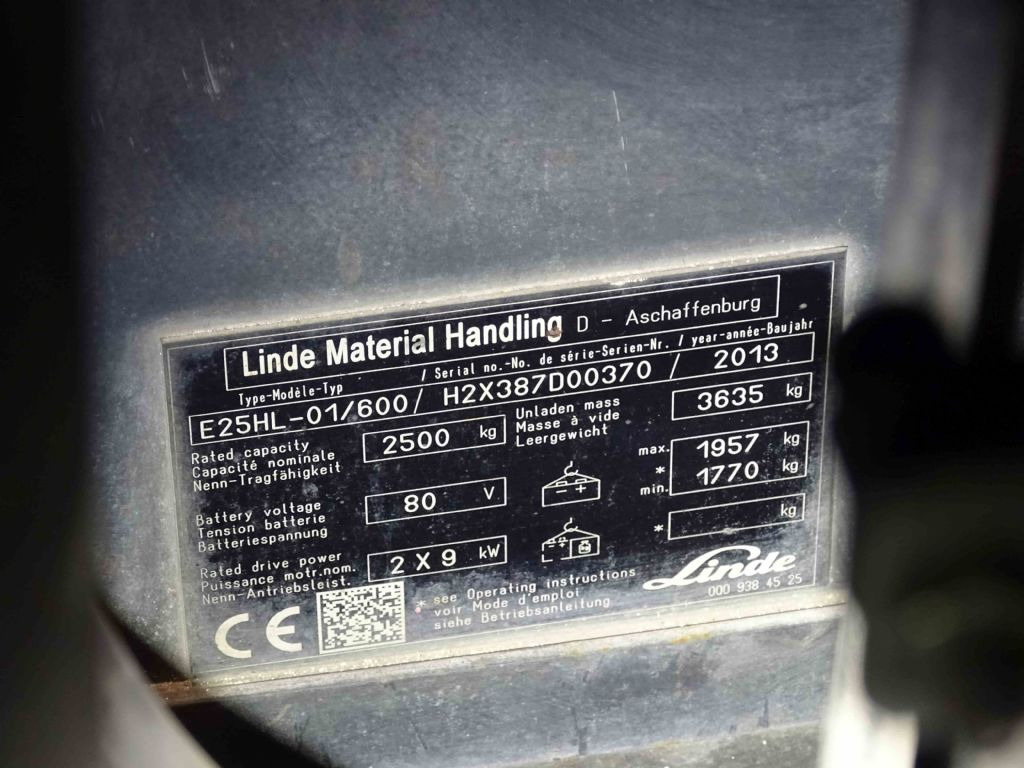 Linde Material Handling D - Aschaffenburg
Type-Modèle-Typ / Serial no.-No. de série-Serien-Nr. / year-année-Baujahr
E25HL-01/600/ H2X387D00370 / 2013
Rated capacity
Capacité nominale
Nenn-Tragfähigkeit
2500 kg
Unladen mass
Masse à vide
Leergewicht
3635 kg
Battery voltage
Tension batterie
Batteriespannung
80 V
- +
max. 1957 kg
*
min. 1770 kg
Rated drive power
Puissance motr.nom.
Nenn-Antriebsleist.
2 X 9 kW
- +
* kg
CE
* see Operating instructions
voir Mode d'emploi
siehe Betriebsanleitung
Linde
000 938 45 25